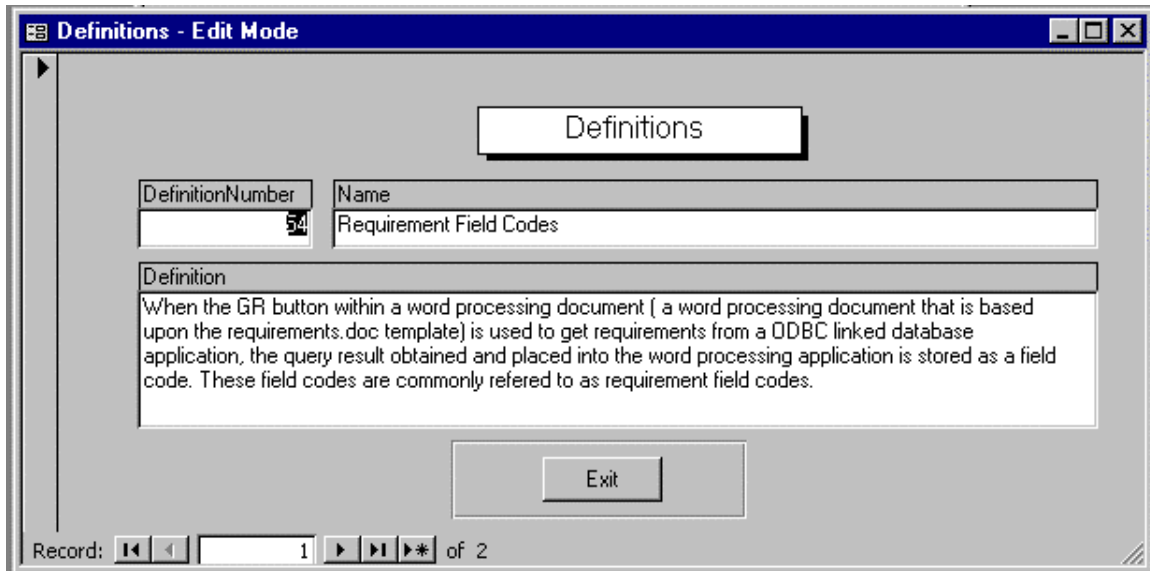 Definitions - Edit Mode
Definitions
DefinitionNumber
Name
54
Requirement Field Codes
Definition
When the GR button within a word processing document ( a word processing document that is based
upon the requirements.doc template) is used to get requirements from a ODBC linked database
application, the query result obtained and placed into the word processing application is stored as a field
code. These field codes are commonly refered to as requirement field codes.
Exit
Record: 1 of 2